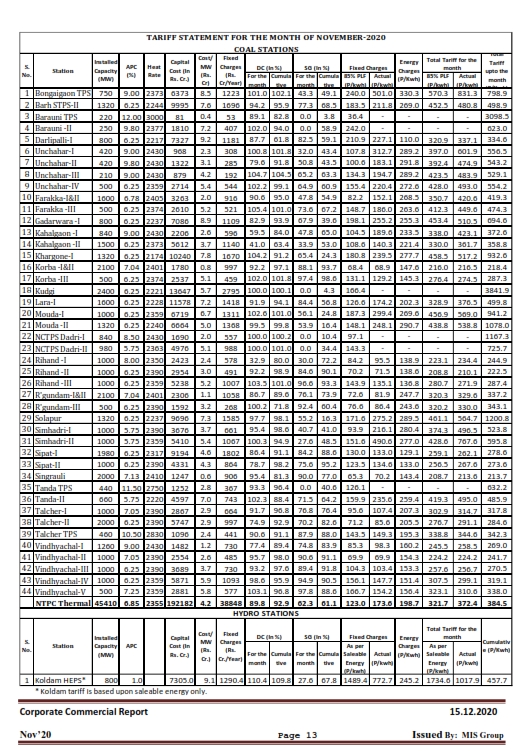 TARIFF STATEMENT FOR THE MONTH OF NOVEMBER-2020
COAL STATIONS
S. No. Station Installed Capacity (MW) APC (%) Heat Rate Capital Cost (In Rs. Cr.) Cost/ MW (Rs. Cr) Fixed Charges (Rs. Cr/Year) DC (In %) SG (In %) Fixed Charges Energy Charges (P/Kwh) Total Tariff for the month Tariff upto the month
For the month Cumula tive For the month Cumula tive 85% PLF (P/Kwh) Actual (P/kwh) 85% PLF Actual
1 Bongaigaon TPS 750 9.00 2373 6373 8.5 1223 101.0 102.1 43.3 49.1 240.0 501.0 330.3 570.3 831.3 798.9
2 Barh STPS-II 1320 6.25 2244 9995 7.6 1696 94.2 95.9 77.3 68.5 183.5 211.8 269.0 452.5 480.8 498.9
3 Barauni TPS 220 12.00 3000 81 0.4 53 89.1 82.8 0.0 3.8 36.4 - - - - 3098.5
4 Barauni -II 250 9.80 2377 1810 7.2 407 102.0 94.0 0.0 58.9 242.0 - - - - 623.0
5 Darlipalli-I 800 6.25 2217 7327 9.2 1181 87.7 61.8 82.5 59.1 210.9 227.1 110.0 320.9 337.1 334.6
6 Unchahar-I 420 9.00 2430 968 2.3 308 100.8 101.8 32.0 43.4 107.8 312.7 289.2 397.0 601.9 556.5
7 Unchahar-II 420 9.80 2430 1322 3.1 285 79.6 91.8 50.8 43.5 100.6 183.1 291.8 392.4 474.9 543.2
8 Unchahar-III 210 9.00 2430 879 4.2 192 104.7 104.5 62.2 63.3 134.3 194.7 289.2 423.5 483.9 529.1
9 Unchahar-IV 500 6.25 2359 2714 5.4 544 102.2 99.1 64.9 60.9 155.4 220.4 272.6 428.0 493.0 554.2
10 Farakka-I&II 1600 6.78 2405 3263 2.0 916 90.6 95.0 47.8 54.9 82.2 152.1 268.5 350.7 420.6 419.3
11 Farakka -III 500 6.25 2374 2610 5.2 521 105.4 101.0 73.6 67.2 148.7 186.0 263.6 412.3 449.6 474.3
12 Gadarwara -I 800 6.25 2237 7086 8.9 1109 82.9 93.9 67.9 39.6 198.1 255.2 255.3 453.4 510.5 694.6
13 Kahalgaon -I 840 9.00 2430 2206 2.6 596 59.5 84.0 47.8 65.0 104.5 189.6 233.5 338.0 423.1 372.6
14 Kahalgaon -II 1500 6.25 2373 5612 3.7 1140 41.0 63.4 33.9 53.0 108.6 140.3 221.4 330.0 361.7 358.8
15 Khargone-I 1320 6.25 2174 10240 7.8 1670 104.2 91.2 65.4 24.3 180.8 239.5 277.7 458.5 517.2 932.6
16 Korba -I&II 2100 7.04 2401 1780 0.8 997 92.2 97.1 88.1 93.7 68.4 68.9 147.6 216.0 216.5 218.4
17 Korba -III 500 6.25 2374 2537 5.1 459 102.0 101.8 97.4 98.6 131.1 129.2 145.3 276.4 274.5 287.3
18 Kudgi 2400 6.25 2221 13647 5.7 2795 100.0 100.1 0.0 4.3 166.4 - - - - 3841.9
19 Lara-I 1600 6.25 2228 11578 7.2 1418 91.9 94.1 84.4 56.8 126.6 174.2 202.3 328.9 376.5 499.8
20 Mouda-I 1000 6.25 2359 6719 6.7 1311 102.6 101.0 56.1 24.8 187.3 299.4 269.6 456.9 569.0 941.2
21 Mouda -II 1320 6.25 2240 6664 5.0 1368 99.5 99.8 53.9 16.4 148.1 248.1 290.7 438.8 538.8 1078.0
22 NCTPS Dadri-I 840 8.50 2430 1690 2.0 557 100.0 100.2 0.0 10.4 97.1 - - - - 1167.3
23 NCTPS Dadri-II 980 5.75 2363 4976 5.1 988 100.0 101.0 0.0 34.4 143.3 - - - - 725.7
24 Rihand -I 1000 8.00 2350 2423 2.4 578 32.9 80.0 30.0 72.2 84.2 95.5 138.9 223.1 234.4 244.9
25 Rihand -II 1000 6.25 2390 2954 3.0 491 92.2 98.9 84.6 90.1 70.2 71.5 138.6 208.8 210.1 222.5
26 Rihand -III 1000 6.25 2359 5238 5.2 1007 103.5 101.0 96.6 93.3 143.9 135.1 136.8 280.7 271.9 287.4
27 R'gundam-I&II 2100 7.04 2401 2306 1.1 1058 86.7 89.6 76.1 73.9 72.6 81.9 247.7 320.3 329.6 337.2
28 R'gundam-III 500 6.25 2390 1592 3.2 268 100.2 71.8 92.4 60.4 76.6 86.4 243.6 320.2 330.0 343.1
29 Solapur 1320 6.25 2237 9696 7.3 1585 97.7 98.1 55.2 16.3 171.6 275.2 289.5 461.1 564.7 1200.8
30 Simhadri-I 1000 5.25 2390 3676 3.7 661 95.4 98.6 40.7 41.0 93.9 216.1 280.4 374.3 496.5 523.8
31 Simhadri-II 1000 5.25 2359 5410 5.4 1067 100.3 94.9 27.6 48.5 151.6 490.6 277.0 428.6 767.6 595.8
32 Sipat-I 1980 6.25 2317 9194 4.6 1802 86.4 91.1 84.2 88.6 130.0 133.0 129.1 259.1 262.1 278.6
33 Sipat-II 1000 6.25 2390 4331 4.3 864 78.7 98.2 75.6 95.2 123.5 134.6 133.0 256.5 267.6 273.6
34 Singrauli 2000 7.13 2410 1247 0.6 906 95.4 81.3 90.0 77.0 65.3 70.2 143.4 208.7 213.6 213.7
35 Tanda TPS 440 11.50 2750 1252 2.8 367 93.3 96.4 0.0 40.6 126.1 - - - - 632.2
36 Tanda-II 660 5.75 2220 4597 7.0 743 102.3 88.4 71.5 64.2 159.9 235.6 259.4 419.3 495.0 485.9
37 Talcher-I 1000 7.05 2390 2867 2.9 664 91.7 96.8 76.8 76.4 95.6 107.4 207.3 302.9 314.7 317.8
38 Talcher-II 2000 6.25 2390 5747 2.9 997 74.9 92.9 70.2 82.6 71.2 85.6 205.5 276.7 291.1 284.6
39 Talcher TPS 460 10.50 2830 1096 2.4 441 90.6 91.1 87.9 88.0 143.5 149.3 195.3 338.8 344.6 342.3
40 Vindhyachal-I 1260 9.00 2430 1482 1.2 730 77.4 89.4 74.8 83.9 85.3 98.3 160.2 245.5 258.5 269.0
41 Vindhyachal-II 1000 7.05 2390 2554 2.6 485 95.7 98.0 90.6 91.1 69.9 69.9 154.3 224.2 224.2 241.7
42 Vindhyachal-III 1000 6.25 2390 3689 3.7 730 93.2 97.6 89.4 91.8 104.3 103.4 153.3 257.6 256.7 270.5
43 Vindhyachal-IV 1000 6.25 2359 5871 5.9 1093 98.6 95.9 94.9 90.5 156.1 147.7 151.4 307.5 299.1 319.1
44 Vindhyachal-V 500 7.25 2359 2881 5.8 577 103.1 96.8 97.8 88.6 166.7 154.2 156.4 323.1 310.6 338.0
NTPC Thermal 45410 6.85 2355 192182 4.2 38848 89.8 92.9 62.3 61.1 123.0 173.6 198.7 321.7 372.4 384.5
HYDRO STATIONS
S. No. Station Installed Capacity (MW) APC (%) Capital Cost (In Rs. Cr.) Cost/ MW (Rs. Cr.) Fixed Charges (Rs. Cr/Year) DC (In %) SG (In %) Fixed Charges Energy Charges (P/Kwh) Total Tariff for the month Cumulativ e (P/Kwh)
For the month Cumula tive For the month Cumula tive As per Saleable Energy (P/Kwh) Actual (P/kwh) As per Saleable Energy (P/kwh) Actual (P/kwh)
1 Koldam HEPS* 800 1.0 7305.0 9.1 1290.4 110.4 109.8 27.6 67.8 1489.4 772.7 245.2 1734.6 1017.9 457.7
* Koldam tariff is based upon saleable energy only.
Corporate Commercial Report 15.12.2020
Nov'20 Page 13 Issued By: MIS Group